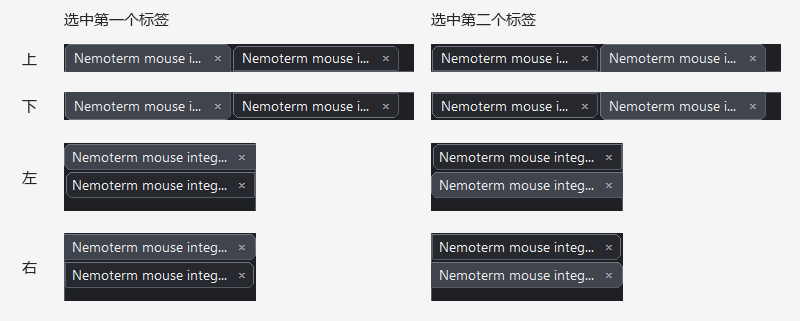 选中第一个标签 选中第二个标签
上 Nemoterm mouse i... × Nemoterm mouse i... × Nemoterm mouse i... × Nemoterm mouse i... ×
下 Nemoterm mouse i... × Nemoterm mouse i... × Nemoterm mouse i... × Nemoterm mouse i... ×
左
Nemoterm mouse integ... × Nemoterm mouse integ... ×
Nemoterm mouse integ... × Nemoterm mouse integ... ×
右
Nemoterm mouse integ... × Nemoterm mouse integ... ×
Nemoterm mouse integ... × Nemoterm mouse integ... ×